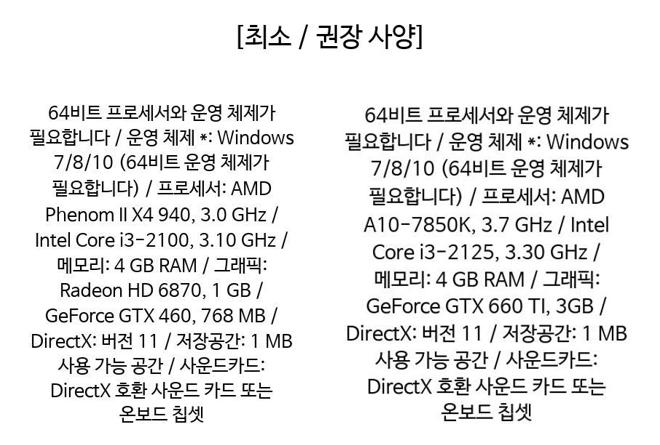 [최소 / 권장 사양]
64비트 프로세서와 운영 체제가
필요합니다 / 운영 체제 *: Windows
7/8/10 (64비트 운영 체제가
필요합니다) / 프로세서: AMD
Phenom II X4 940, 3.0 GHz /
Intel Core i3-2100, 3.10 GHz /
메모리: 4 GB RAM / 그래픽:
Radeon HD 6870, 1 GB /
GeForce GTX 460, 768 MB /
DirectX: 버전 11 / 저장공간: 1 MB
사용 가능 공간 / 사운드카드:
DirectX 호환 사운드 카드 또는
온보드 칩셋
64비트 프로세서와 운영 체제가
필요합니다 / 운영 체제 *: Windows
7/8/10 (64비트 운영 체제가
필요합니다) / 프로세서: AMD
A10-7850K, 3.7 GHz / Intel
Core i3-2125, 3.30 GHz /
메모리: 4 GB RAM / 그래픽:
GeForce GTX 660 TI, 3GB /
DirectX: 버전 11 / 저장공간: 1 MB
사용 가능 공간 / 사운드카드:
DirectX 호환 사운드 카드 또는
온보드 칩셋